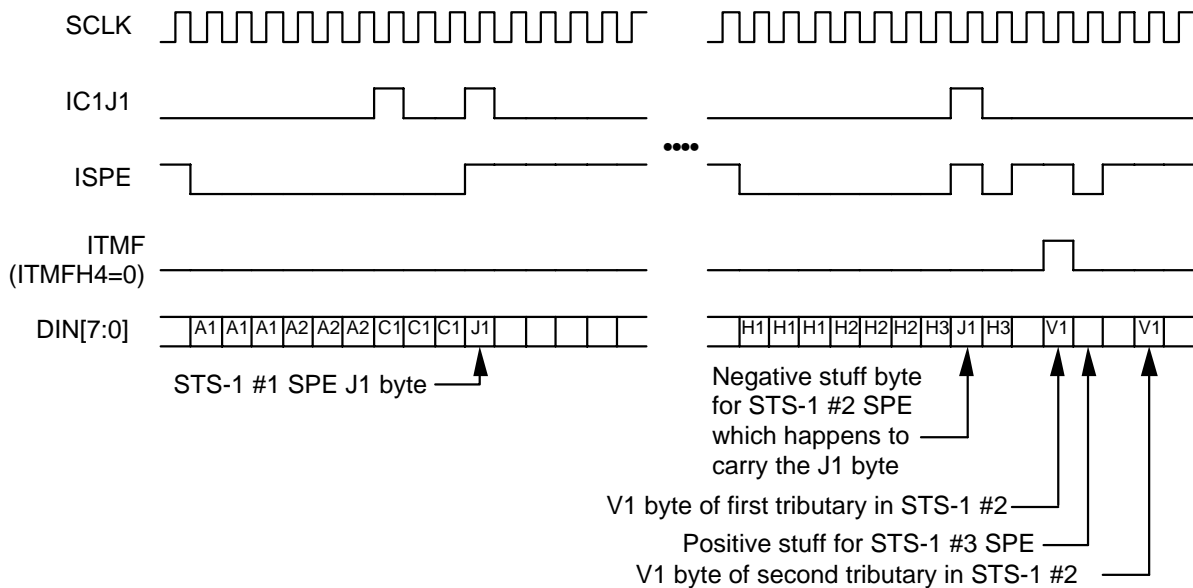 SCLK
IC1J1
ISPE
ITMF
(ITMFH4=0)
DIN[7:0]
A1 A1 A1 A2 A2 A2 C1 C1 C1 J1
H1 H1 H1 H2 H2 H2 H3 J1 H3 V1 V1
STS-1 #1 SPE J1 byte
Negative stuff byte
for STS-1 #2 SPE
which happens to
carry the J1 byte
V1 byte of first tributary in STS-1 #2
Positive stuff for STS-1 #3 SPE
V1 byte of second tributary in STS-1 #2